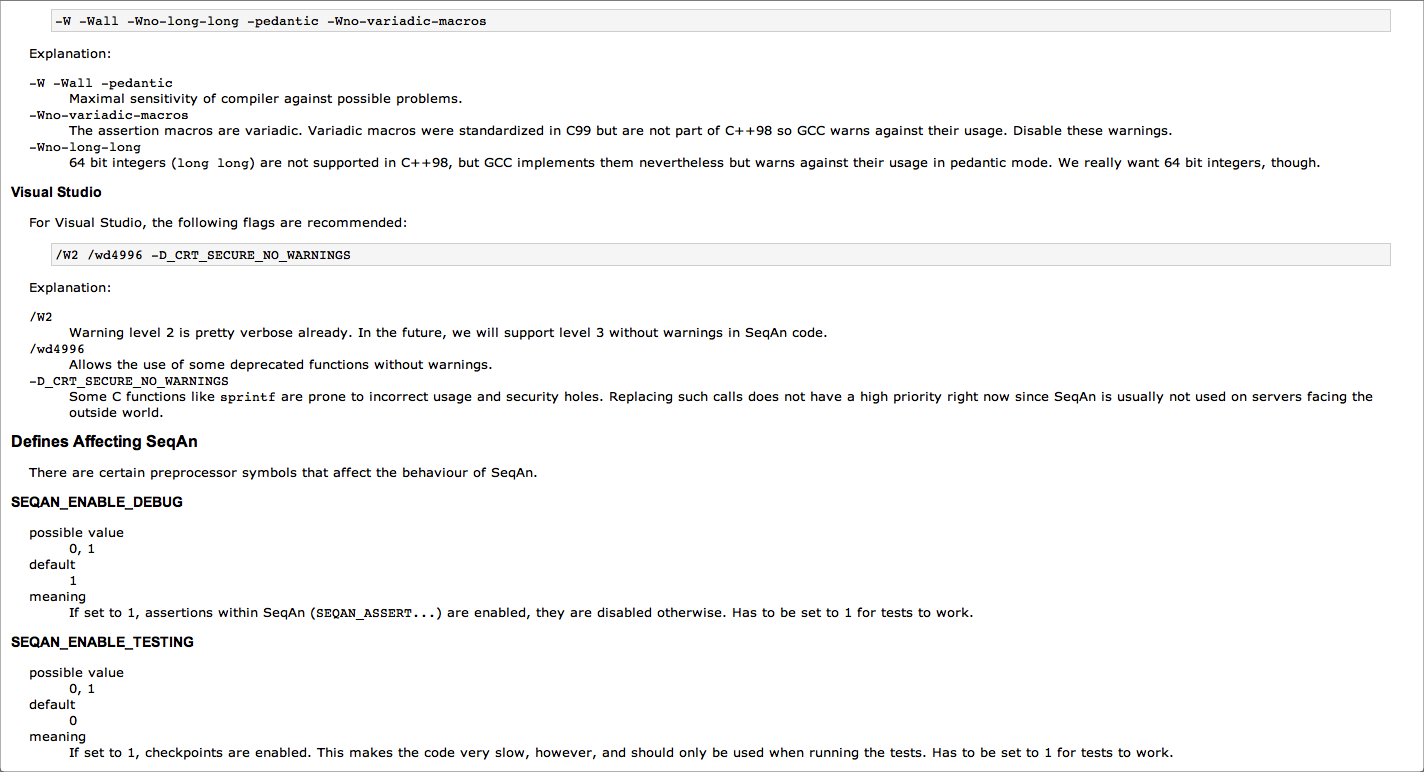 -W -Wall -Wno-long-long -pedantic -Wno-variadic-macros
Explanation:
-W -Wall -pedantic
Maximal sensitivity of compiler against possible problems.
-Wno-variadic-macros
The assertion macros are variadic. Variadic macros were standardized in C99 but are not part of C++98 so GCC warns against their usage. Disable these warnings.
-Wno-long-long
64 bit integers (long long) are not supported in C++98, but GCC implements them nevertheless but warns against their usage in pedantic mode. We really want 64 bit integers, though.
Visual Studio
For Visual Studio, the following flags are recommended:
/W2 /wd4996 -D_CRT_SECURE_NO_WARNINGS
Explanation:
/W2
Warning level 2 is pretty verbose already. In the future, we will support level 3 without warnings in SeqAn code.
/wd4996
Allows the use of some deprecated functions without warnings.
-D_CRT_SECURE_NO_WARNINGS
Some C functions like sprintf are prone to incorrect usage and security holes. Replacing such calls does not have a high priority right now since SeqAn is usually not used on servers facing the
outside world.
Defines Affecting SeqAn
There are certain preprocessor symbols that affect the behaviour of SeqAn.
SEQAN_ENABLE_DEBUG
possible value
0, 1
default
1
meaning
If set to 1, assertions within SeqAn (SEQAN_ASSERT...) are enabled, they are disabled otherwise. Has to be set to 1 for tests to work.
SEQAN_ENABLE_TESTING
possible value
0, 1
default
0
meaning
If set to 1, checkpoints are enabled. This makes the code very slow, however, and should only be used when running the tests. Has to be set to 1 for tests to work.